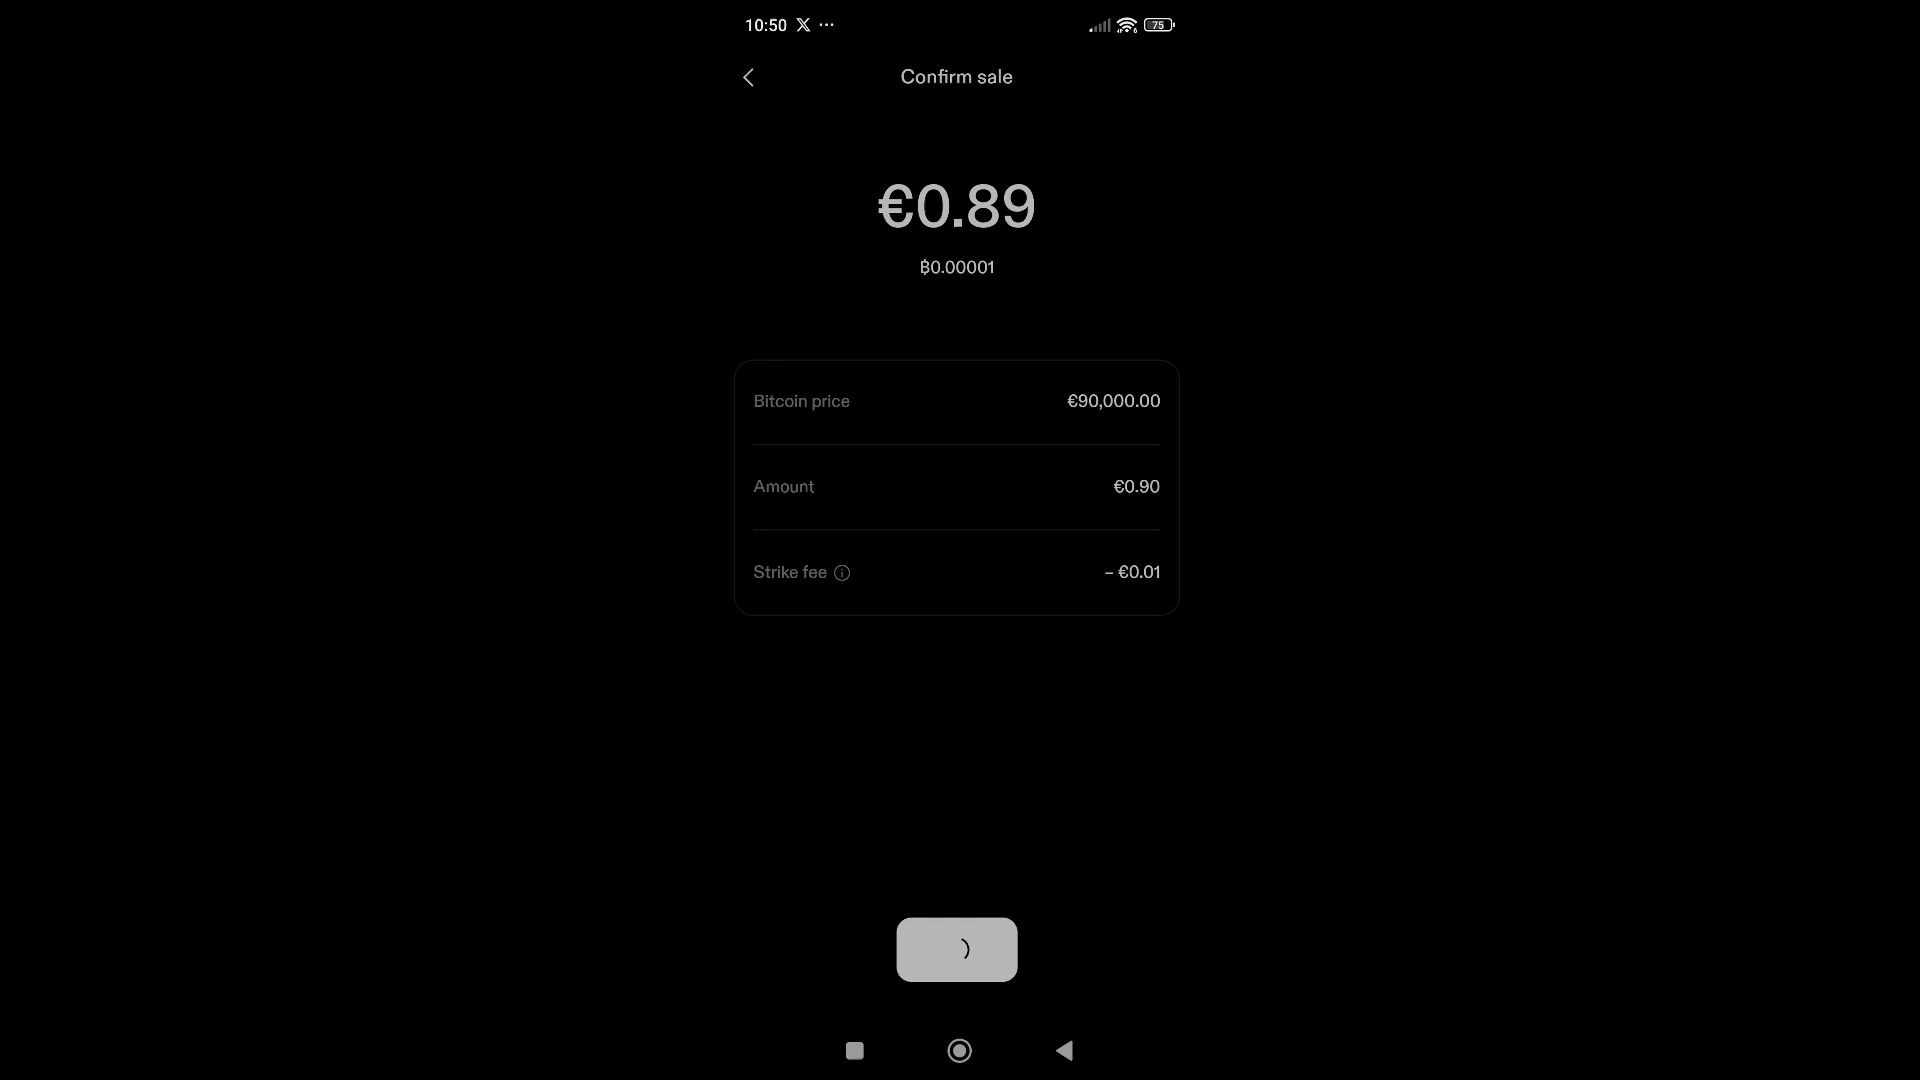 10:50 X ... 75
Confirm sale
€0.89
₿0.00001
Bitcoin price €90,000.00
Amount €0.90
Strike fee – €0.01